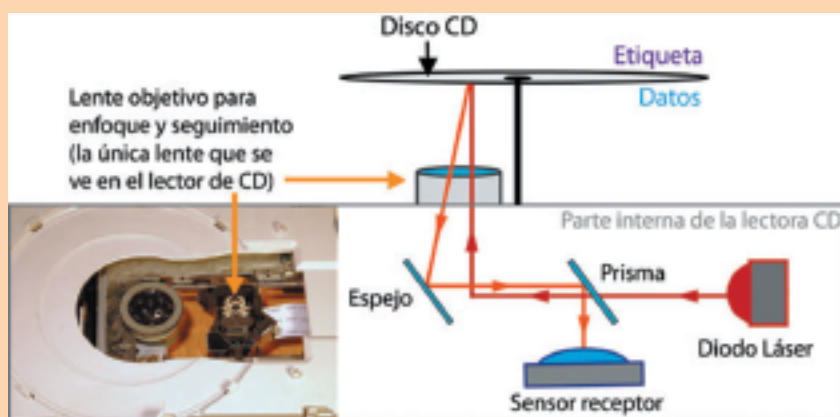 Disco CD
Etiqueta
Datos
Lente objetivo para
enfoque y seguimiento
(la única lente que se
ve en el lector de CD)
Parte interna de la lectora CD
Espejo
Prisma
Diodo Láser
Sensor receptor